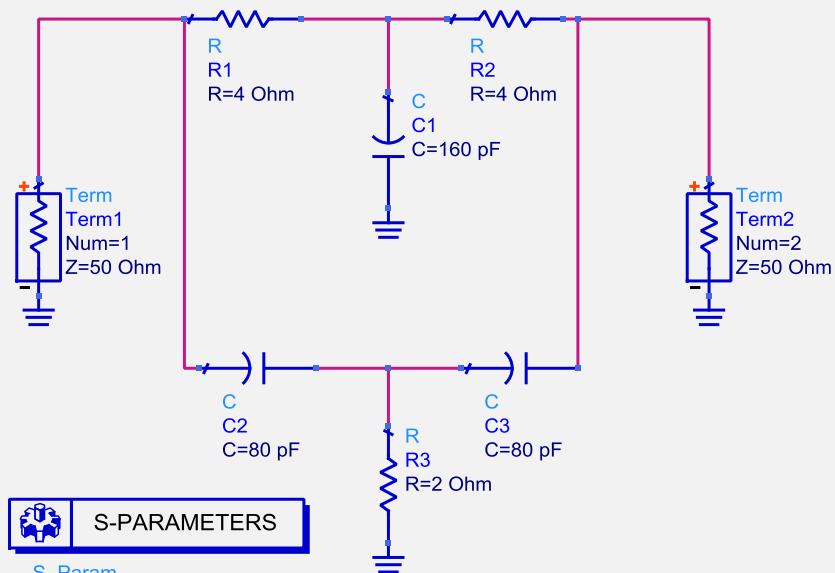 R
R1
R=4 Ohm
R
R2
R=4 Ohm
C
C1
C=160 pF
+
Term
Term1
Num=1
Z=50 Ohm
-
+
Term
Term2
Num=2
Z=50 Ohm
-
C
C2
C=80 pF
C
C3
C=80 pF
R
R3
R=2 Ohm
S-PARAMETERS
S_Param